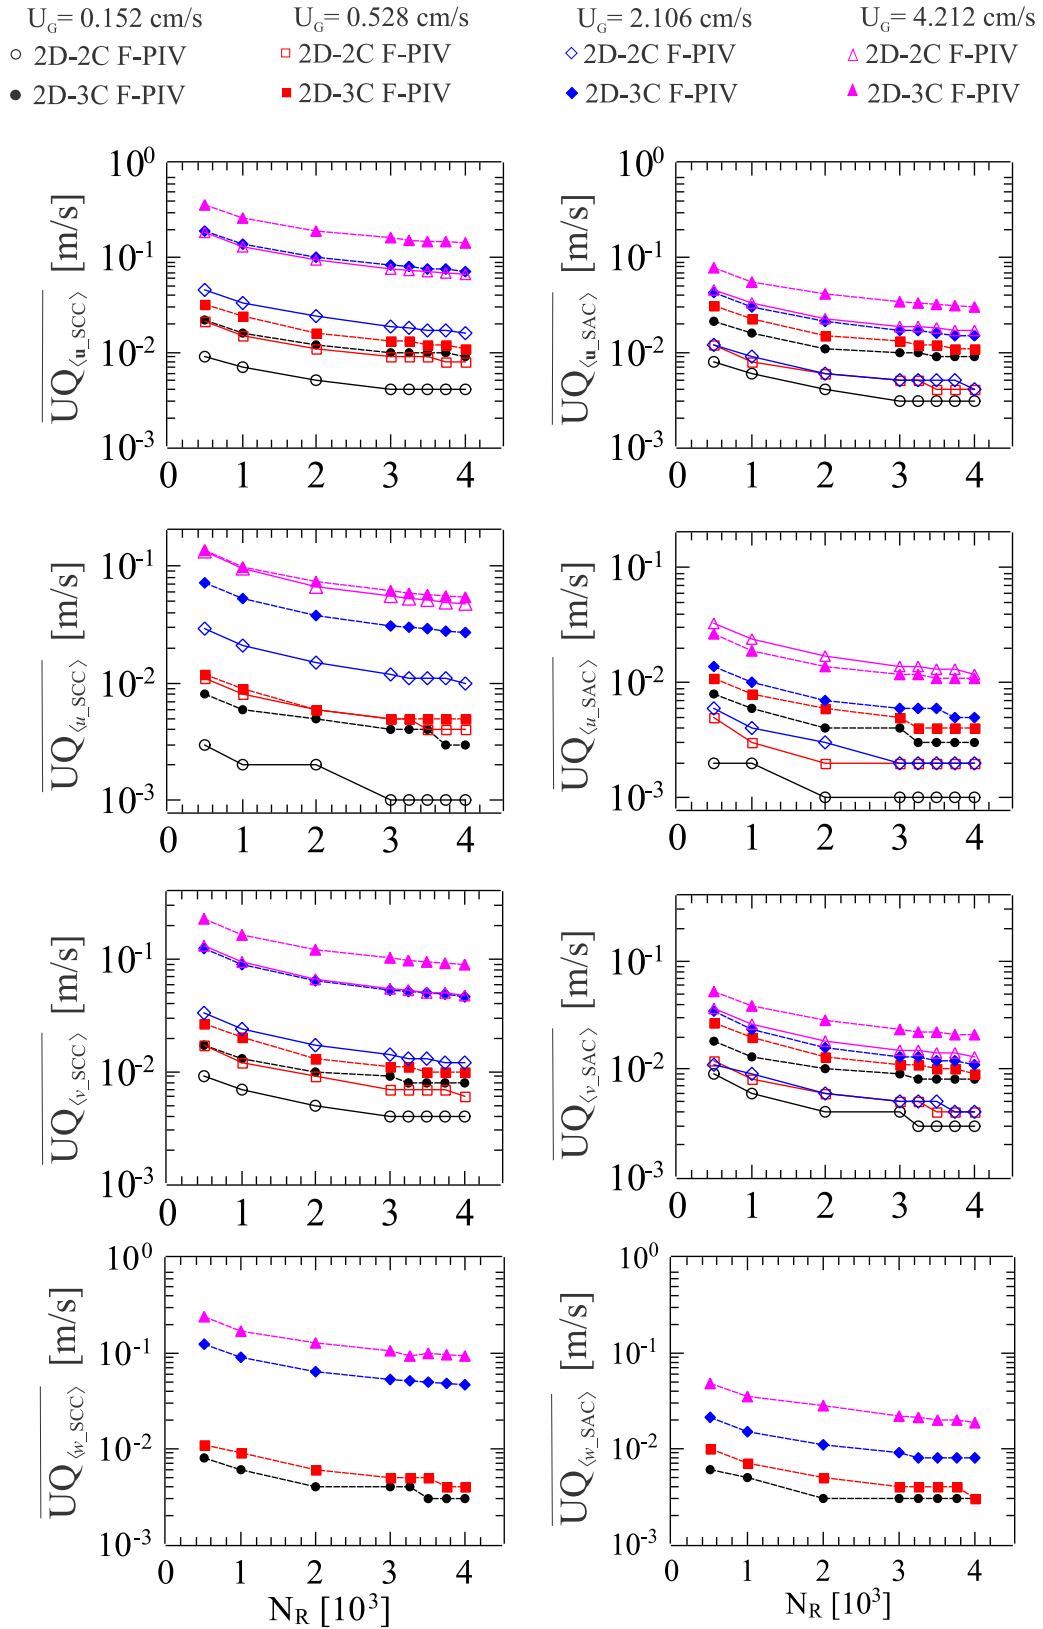 U_G= 0.152 cm/s U_G= 0.528 cm/s U_G= 2.106 cm/s U_G= 4.212 cm/s
2D-2C F-PIV 2D-2C F-PIV 2D-2C F-PIV 2D-2C F-PIV
2D-3C F-PIV 2D-3C F-PIV 2D-3C F-PIV 2D-3C F-PIV
UQ⟨u_SCC⟩ [m/s]
10^0
10^-1
10^-2
10^-3
0 1 2 3 4
UQ⟨u_SAC⟩ [m/s]
10^0
10^-1
10^-2
10^-3
0 1 2 3 4
UQ⟨u_SCC⟩ [m/s]
10^-1
10^-2
10^-3
0 1 2 3 4
UQ⟨u_SAC⟩ [m/s]
10^-1
10^-2
10^-3
0 1 2 3 4
UQ⟨v_SCC⟩ [m/s]
10^-1
10^-2
10^-3
0 1 2 3 4
UQ⟨v_SAC⟩ [m/s]
10^-1
10^-2
10^-3
0 1 2 3 4
UQ⟨w_SCC⟩ [m/s]
10^0
10^-1
10^-2
10^-3
0 1 2 3 4
N_R [10^3]
UQ⟨w_SAC⟩ [m/s]
10^0
10^-1
10^-2
10^-3
0 1 2 3 4
N_R [10^3]